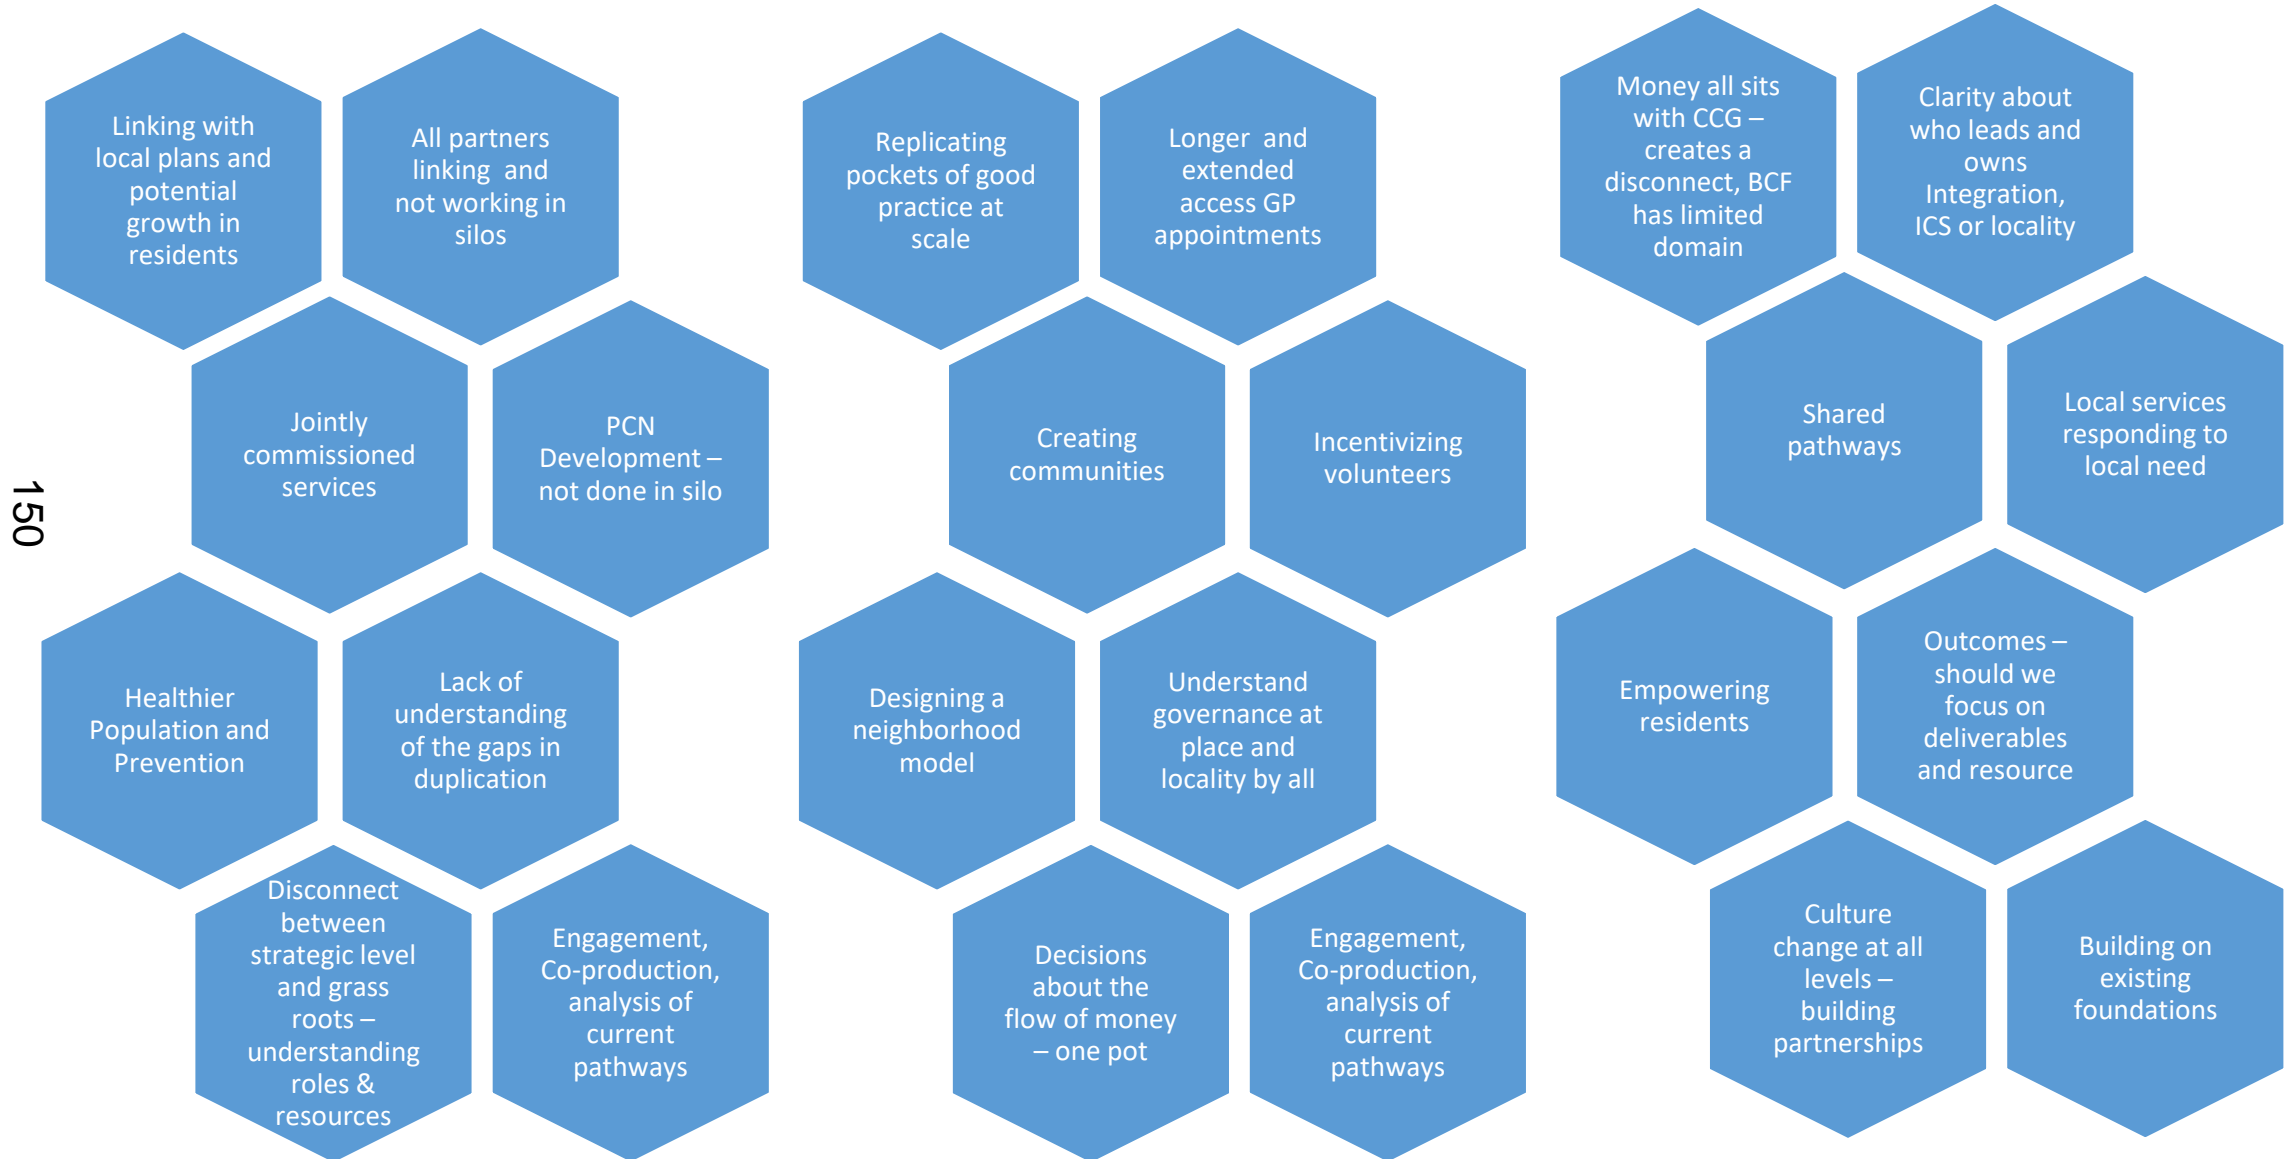 Linking with
local plans and
potential
growth in
residents
All partners
linking  and
not working in
silos
Jointly
commissioned
services
PCN
Development –
not done in silo
Healthier
Population and
Prevention
Lack of
understanding
of the gaps in
duplication
Disconnect
between
strategic level
and grass
roots –
understanding
roles &
resources
Engagement,
Co-production,
analysis of
current
pathways
Replicating
pockets of good
practice at
scale
Longer  and
extended
access GP
appointments
Creating
communities
Incentivizing
volunteers
Designing a
neighborhood
model
Understand
governance at
place and
locality by all
Decisions
about the
flow of money
– one pot
Engagement,
Co-production,
analysis of
current
pathways
Money all sits
with CCG –
creates a
disconnect, BCF
has limited
domain
Clarity about
who leads and
owns
Integration,
ICS or locality
Shared
pathways
Local services
responding to
local need
Empowering
residents
Outcomes –
should we
focus on
deliverables
and resource
Culture
change at all
levels –
building
partnerships
Building on
existing
foundations
150